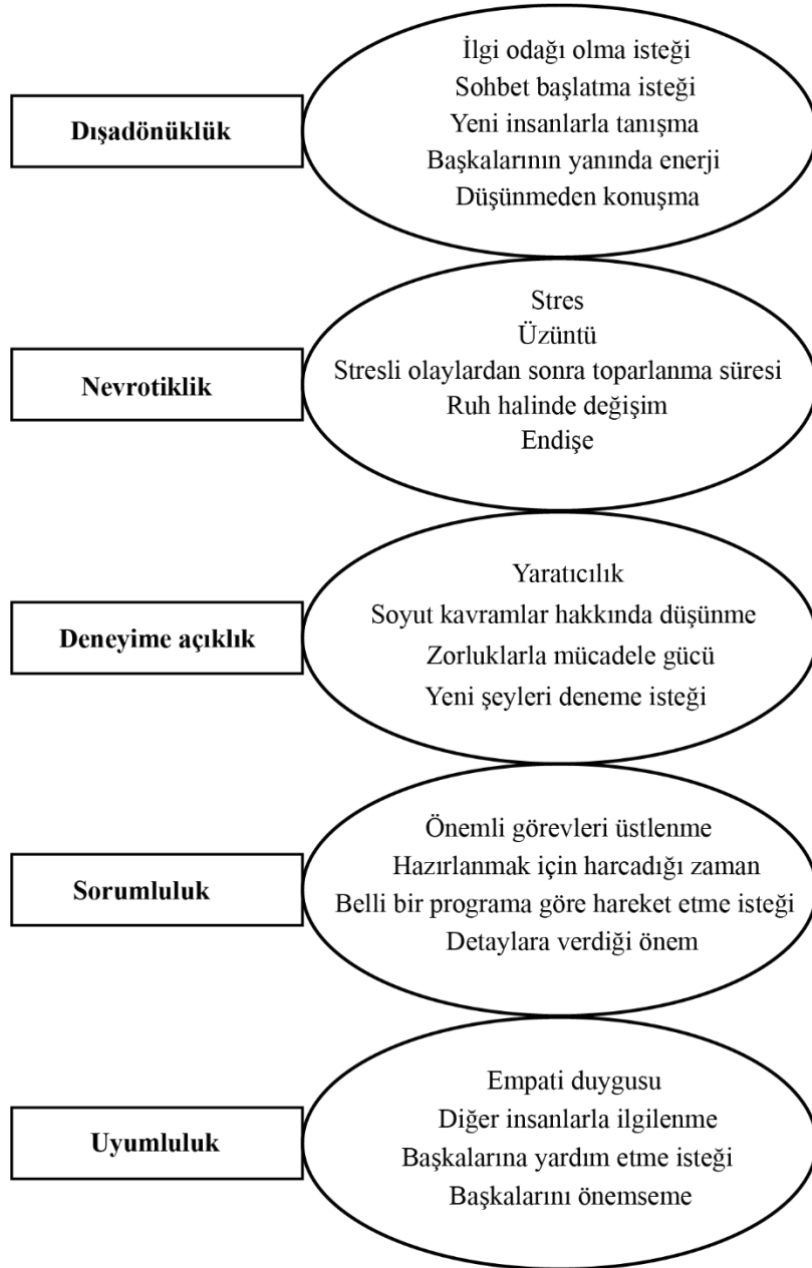 Dışadönüklük
İlgi odağı olma isteği
Sohbet başlatma isteği
Yeni insanlarla tanışma
Başkalarının yanında enerji
Düşünmeden konuşma
Nevrotiklik
Stres
Üzüntü
Stresli olaylardan sonra toparlanma süresi
Ruh halinde değişim
Endişe
Deneyime açıklık
Yaratıcılık
Soyut kavramlar hakkında düşünme
Zorluklarla mücadele gücü
Yeni şeyleri deneme isteği
Sorumluluk
Önemli görevleri üstlenme
Hazırlanmak için harcadığı zaman
Belli bir programa göre hareket etme isteği
Detaylara verdiği önem
Uyumluluk
Empati duygusu
Diğer insanlarla ilgilenme
Başkalarına yardım etme isteği
Başkalarını önemseme